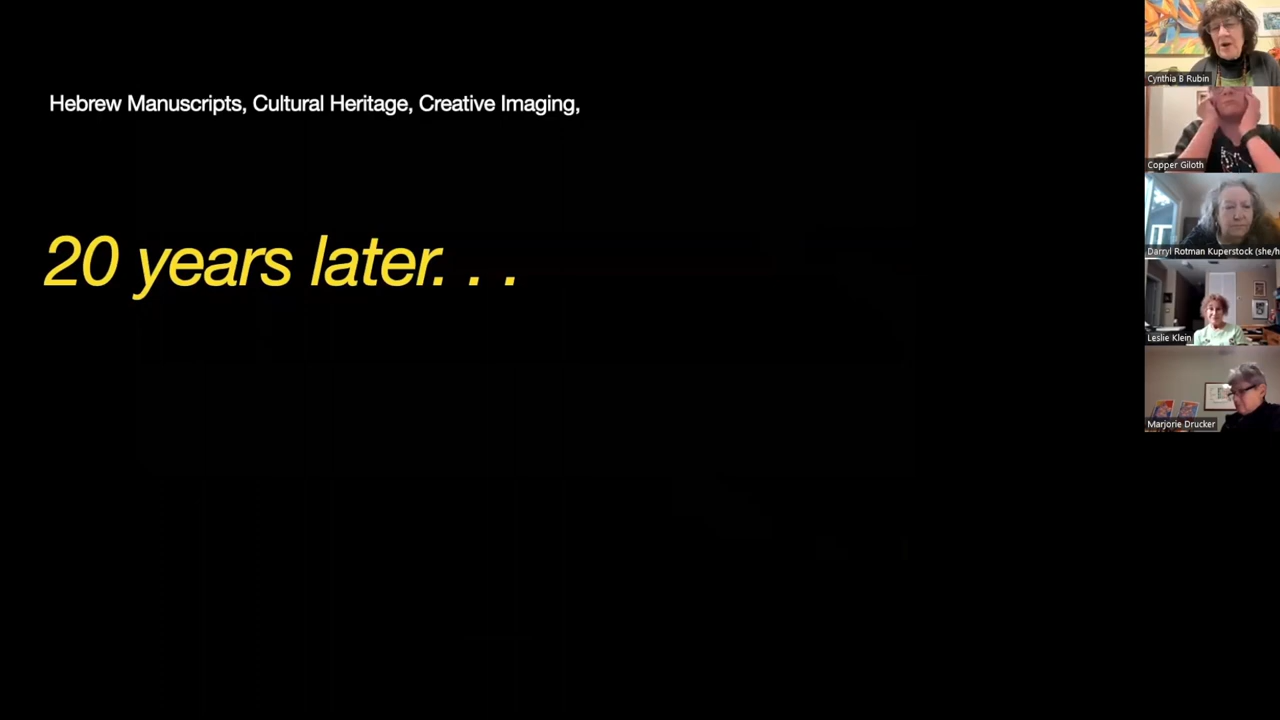 Hebrew Manuscripts, Cultural Heritage, Creative Imaging,
20 years later. . .
Cynthia B Rubin
Copper Giloth
Darryl Rotman Kuperstock (she/h
Leslie Klein
Marjorie Drucker